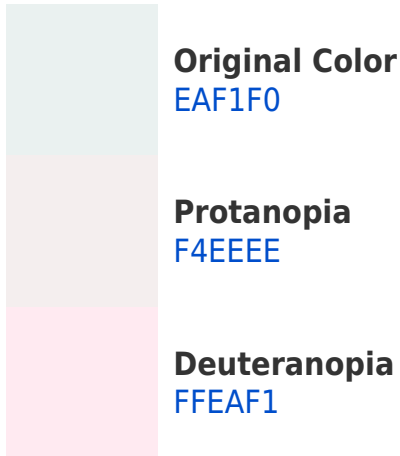 Original Color
EAF1F0
Protanopia
F4EEEE
Deuteranopia
FFEAF1